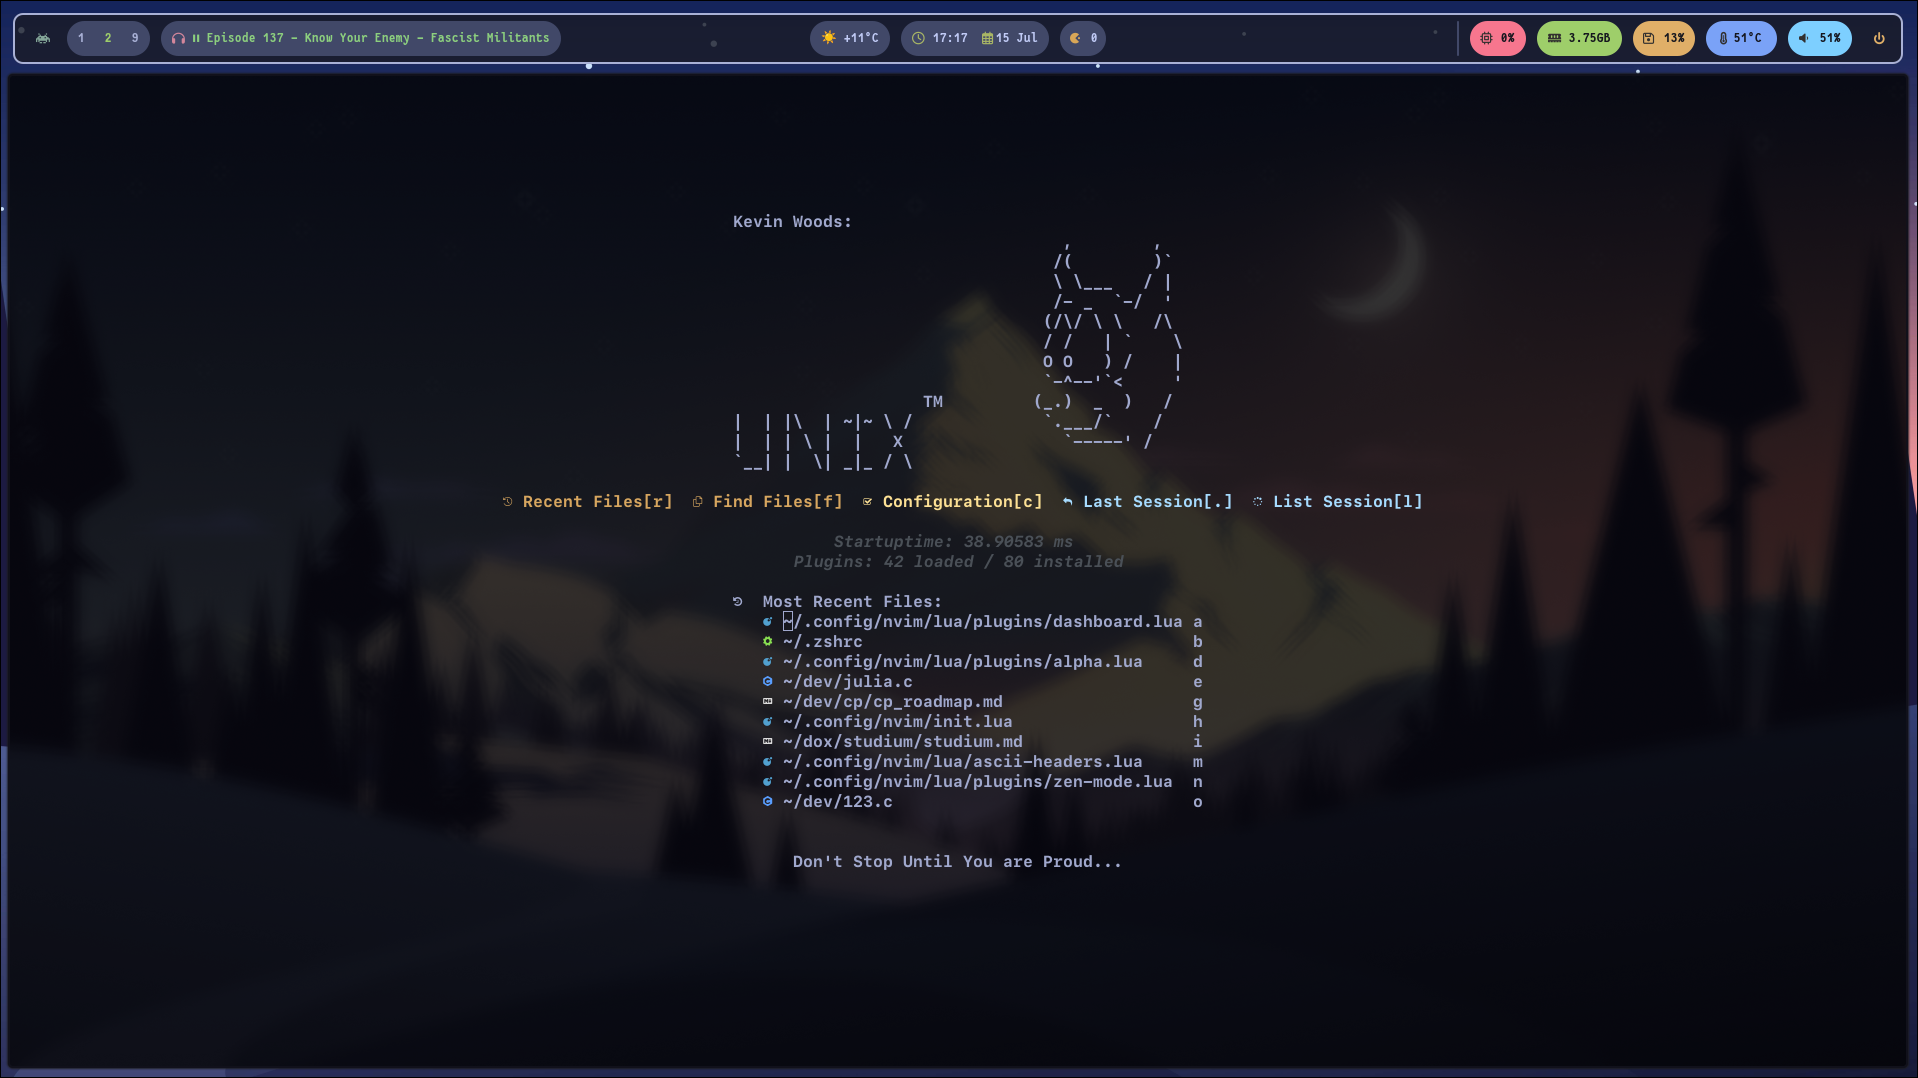 1 2 9 Episode 137 - Know Your Enemy - Fascist Militants +11°C 17:17 15 Jul 0 0% 3.75GB 13% 51°C 51%
Kevin Woods:
          ,         ,
         /(         )`
         \ \___   / |
         /- _  `-/  '
        (/\/ \ \   /\
        / /   | `    \
        O O   ) /    |
        `-^--'`<     '
TM         (_.)  _  )   /
|  | |\  | ~|~ \ /             `.___/`    /
|  | | \ |  |   X                `-----' /
`__| |  \| _|_ / \
Recent Files[r] Find Files[f] Configuration[c] Last Session[.] List Session[l]
Startuptime: 38.90583 ms
Plugins: 42 loaded / 80 installed
Most Recent Files:
~/.config/nvim/lua/plugins/dashboard.lua a
~/.zshrc b
~/.config/nvim/lua/plugins/alpha.lua d
~/dev/julia.c e
~/dev/cp/cp_roadmap.md g
~/.config/nvim/init.lua h
~/dox/studium/studium.md i
~/.config/nvim/lua/ascii-headers.lua m
~/.config/nvim/lua/plugins/zen-mode.lua n
~/dev/123.c o
Don't Stop Until You are Proud...